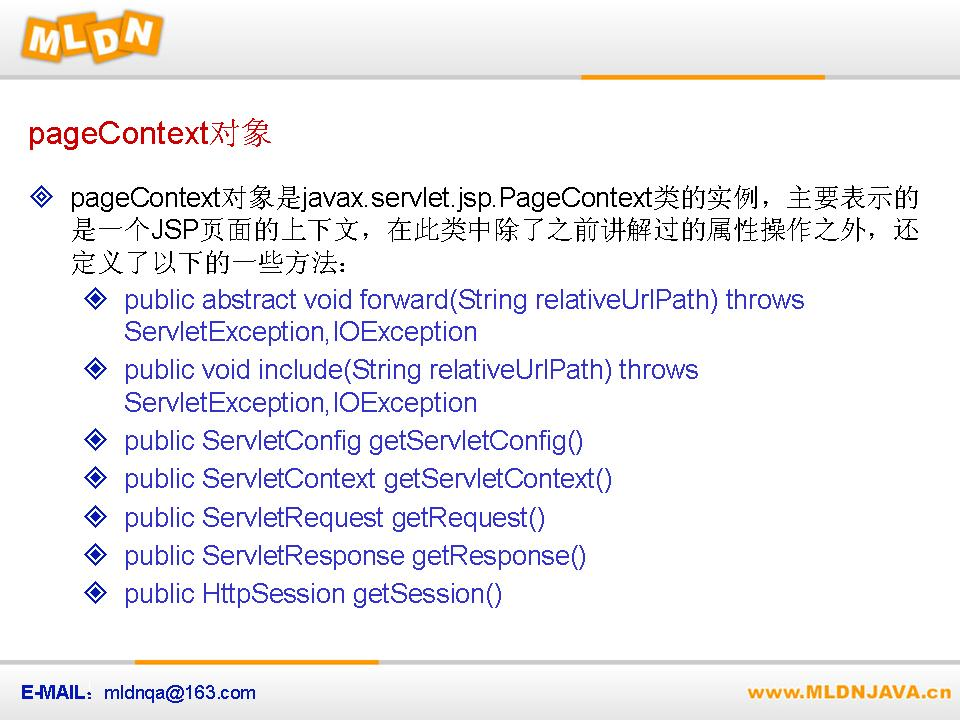 MLDN
pageContext对象
pageContext对象是javax.servlet.jsp.PageContext类的实例，主要表示的
是一个JSP页面的上下文，在此类中除了之前讲解过的属性操作之外，还
定义了以下的一些方法：
public abstract void forward(String relativeUrlPath) throws
ServletException,IOException
public void include(String relativeUrlPath) throws
ServletException,IOException
public ServletConfig getServletConfig()
public ServletContext getServletContext()
public ServletRequest getRequest()
public ServletResponse getResponse()
public HttpSession getSession()
E-MAIL：mldnqa@163.com
www.MLDNJAVA.cn